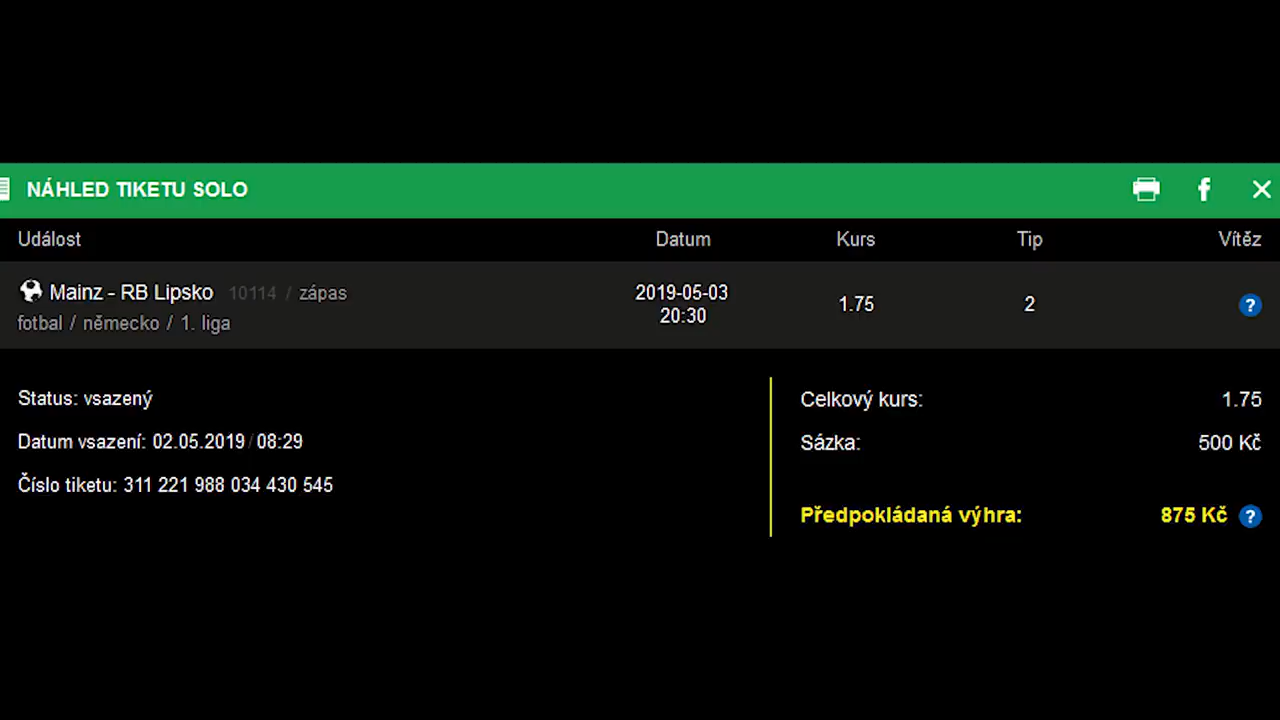 NÁHLED TIKETU SOLO
Událost Datum Kurs Tip Vítěz
Mainz - RB Lipsko 10114 / zápas 2019-05-03 1.75 2 ?
fotbal / německo / 1. liga 20:30
Status: vsazený
Datum vsazení: 02.05.2019 / 08:29
Číslo tiketu: 311 221 988 034 430 545
Celkový kurs: 1.75
Sázka: 500 Kč
Předpokládaná výhra: 875 Kč ?